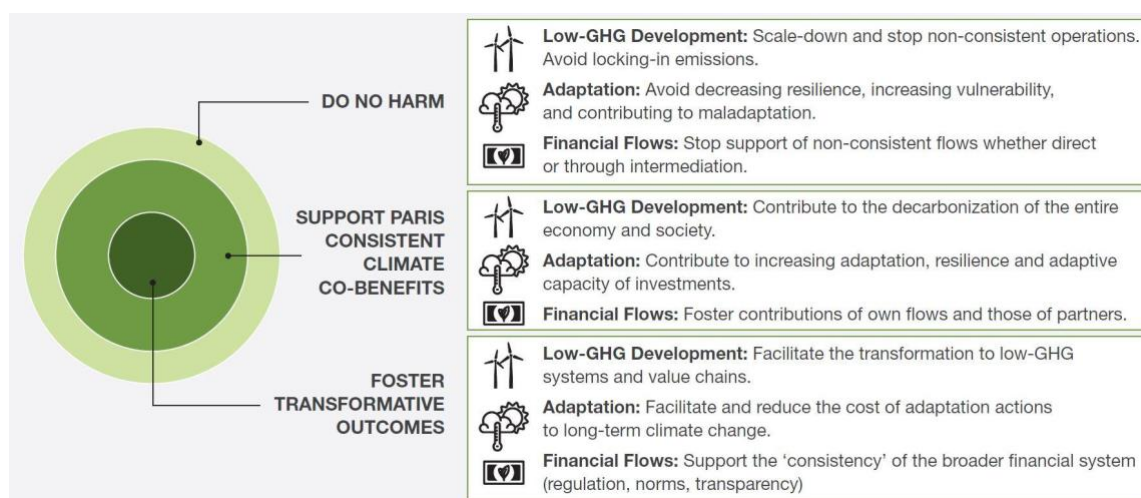 DO NO HARM
Low-GHG Development: Scale-down and stop non-consistent operations.
Avoid locking-in emissions.
Adaptation: Avoid decreasing resilience, increasing vulnerability,
and contributing to maladaptation.
Financial Flows: Stop support of non-consistent flows whether direct
or through intermediation.
SUPPORT PARIS
CONSISTENT
CLIMATE
CO-BENEFITS
Low-GHG Development: Contribute to the decarbonization of the entire
economy and society.
Adaptation: Contribute to increasing adaptation, resilience and adaptive
capacity of investments.
Financial Flows: Foster contributions of own flows and those of partners.
FOSTER
TRANSFORMATIVE
OUTCOMES
Low-GHG Development: Facilitate the transformation to low-GHG
systems and value chains.
Adaptation: Facilitate and reduce the cost of adaptation actions
to long-term climate change.
Financial Flows: Support the ‘consistency’ of the broader financial system
(regulation, norms, transparency)